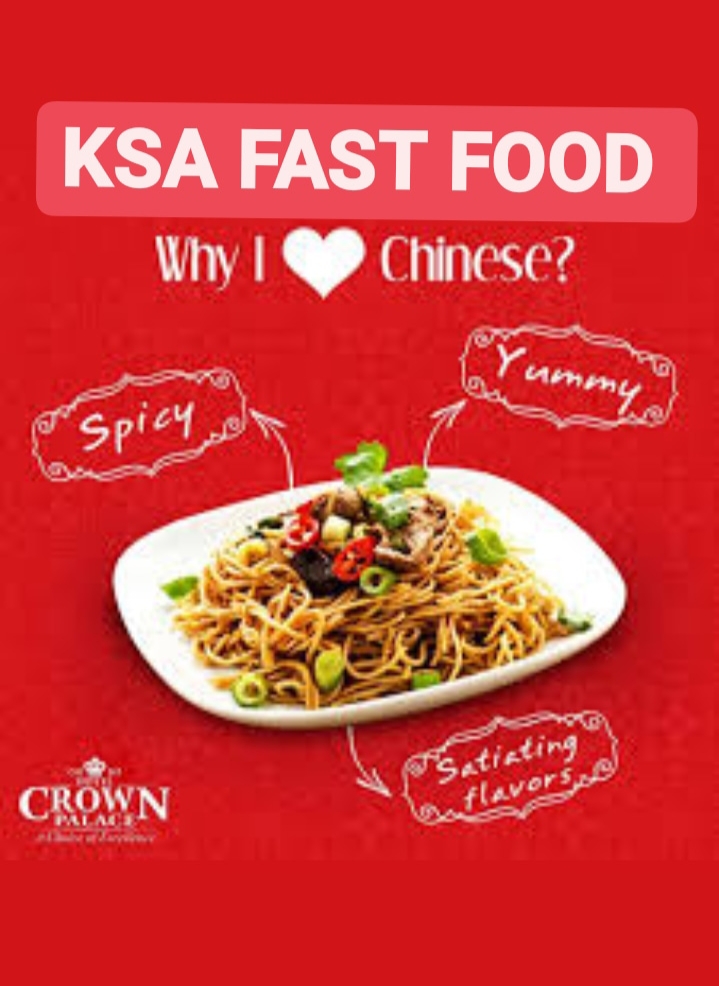 KSA FAST FOOD
Why I Chinese?
Yummy
Spicy
Satiating
flavors
CROWN
PALACE